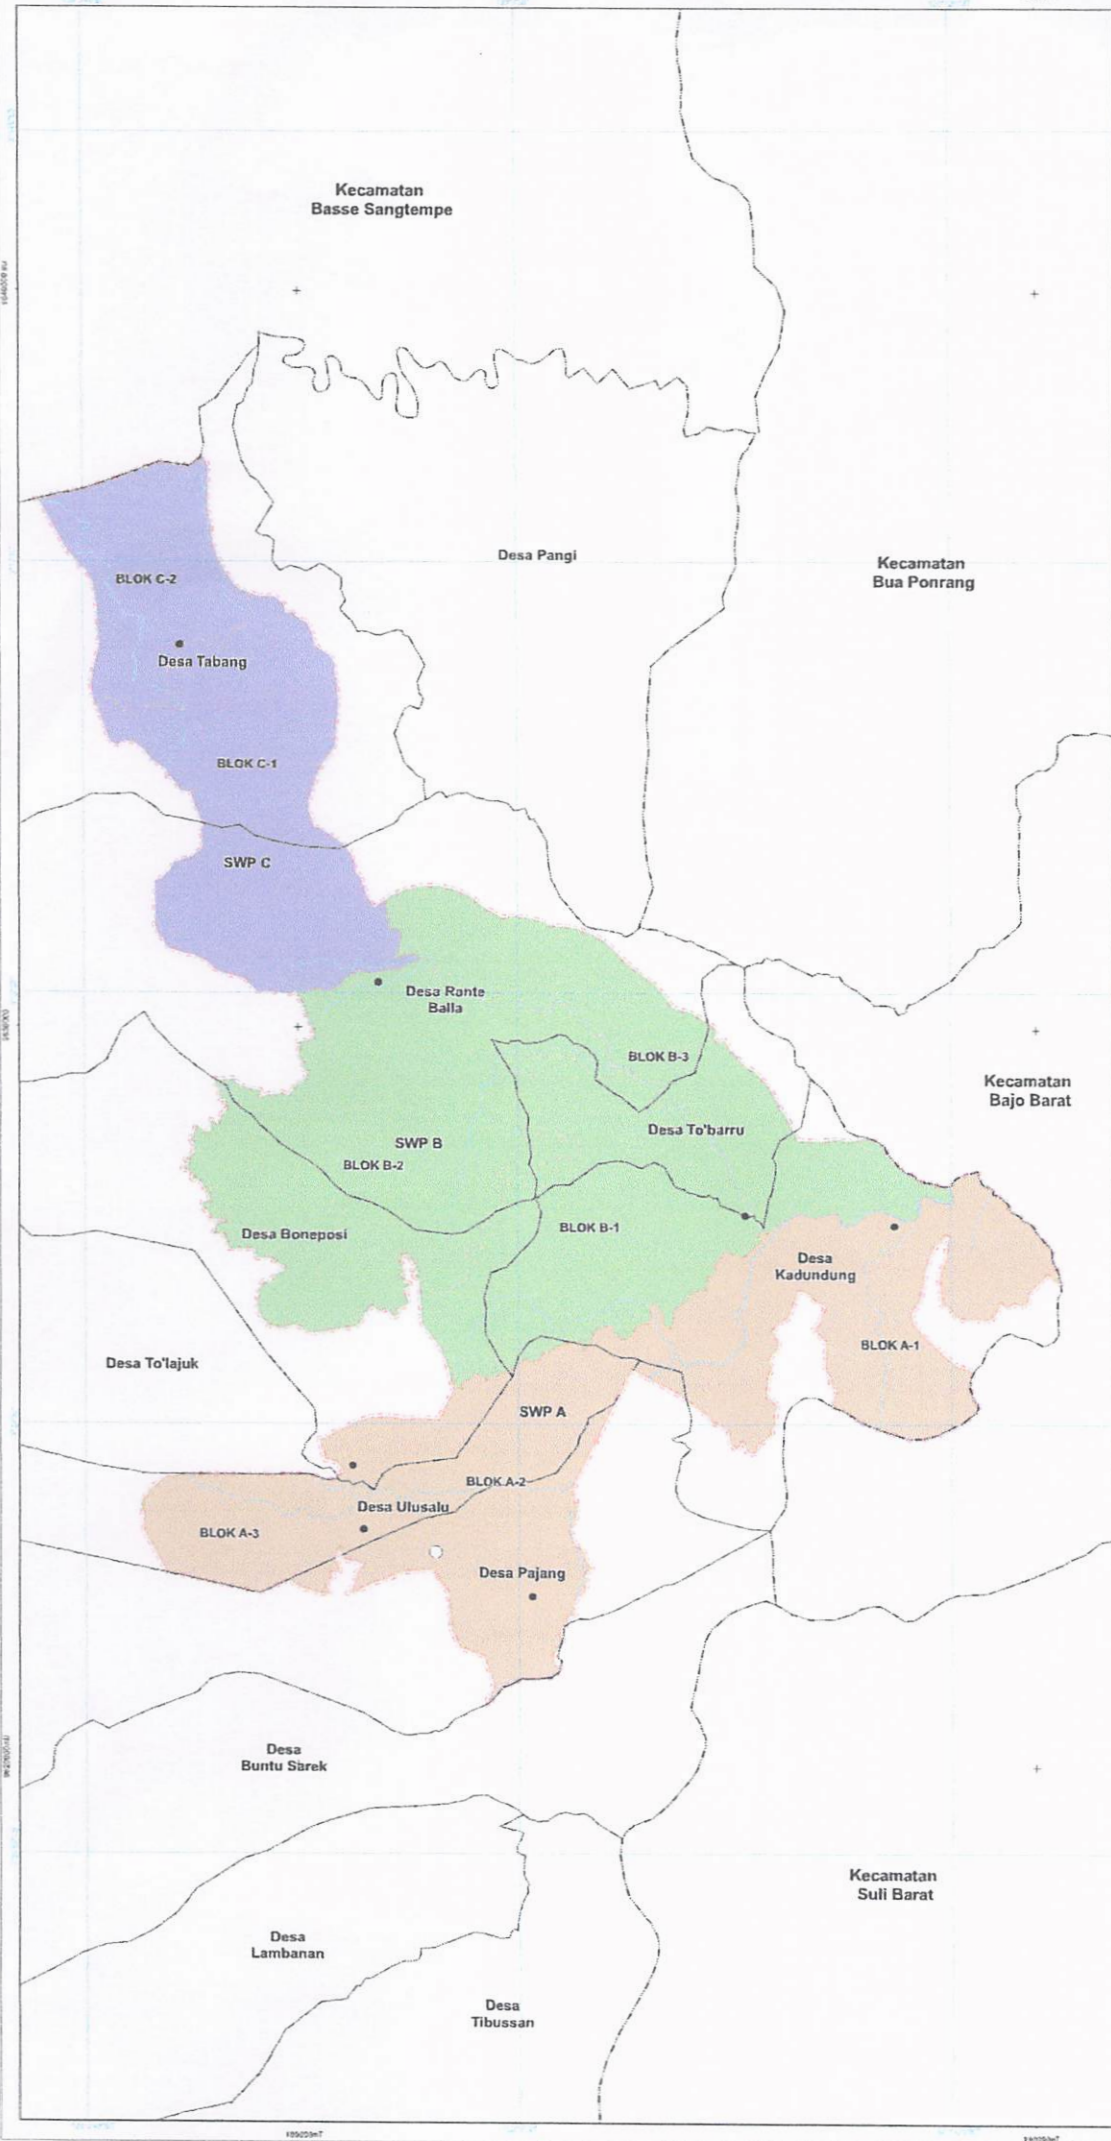 Kecamatan
Basse Sangtempe
Desa Pangi
Kecamatan
Bua Ponrang
BLOK C-2
Desa Tabang
BLOK C-1
SWP C
Desa Rante
Balla
BLOK B-3
Kecamatan
Bajo Barat
Desa To'barru
SWP B
BLOK B-2
BLOK B-1
Desa Boneposi
Desa
Kadundung
BLOK A-1
Desa To'lajuk
SWP A
BLOK A-2
Desa Ulusalu
BLOK A-3
Desa Pajang
Desa
Buntu Sarek
Kecamatan
Suli Barat
Desa
Lambanan
Desa
Tibussan